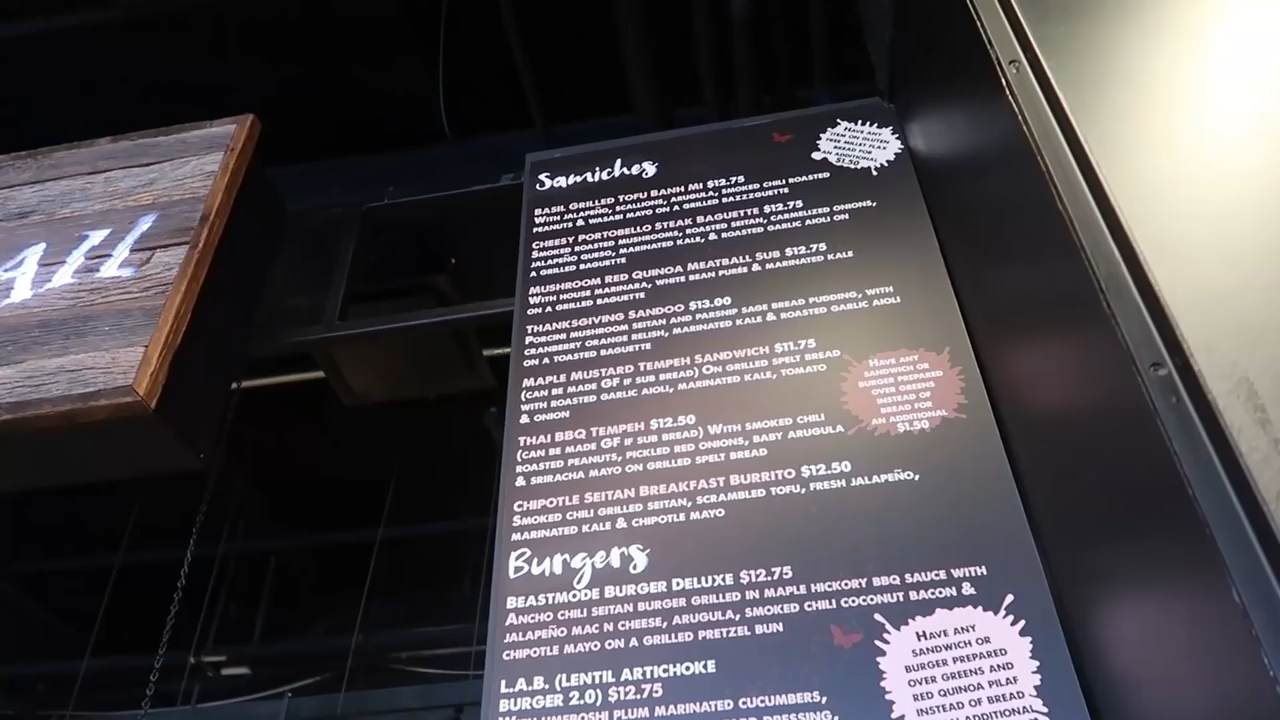 AII
Samiches
HAVE ANY
ITEM ON GLUTEN
FREE MILLET FLAX
BREAD FOR
AN ADDITIONAL
$1.50
BASIL GRILLED TOFU BANH MI $12.75
WITH JALAPEÑO, SCALLIONS, ARUGULA, SMOKED CHILI ROASTED
PEANUTS & WASABI MAYO ON A GRILLED BAZZZGUETTE
CHEESY PORTOBELLO STEAK BAGUETTE $12.75
SMOKED ROASTED MUSHROOMS, ROASTED SEITAN, CARMELIZED ONIONS,
JALAPEÑO QUESO, MARINATED KALE, & ROASTED GARLIC AIOLI ON
A GRILLED BAGUETTE
MUSHROOM RED QUINOA MEATBALL SUB $12.75
WITH HOUSE MARINARA, WHITE BEAN PURÉE & MARINATED KALE
ON A GRILLED BAGUETTE
THANKSGIVING SANDOO $13.00
PORCINI MUSHROOM SEITAN AND PARSNIP SAGE BREAD PUDDING, WITH
CRANBERRY ORANGE RELISH, MARINATED KALE & ROASTED GARLIC AIOLI
ON A TOASTED BAGUETTE
MAPLE MUSTARD TEMPEH SANDWICH $11.75
(CAN BE MADE GF IF SUB BREAD) ON GRILLED SPELT BREAD
WITH ROASTED GARLIC AIOLI, MARINATED KALE, TOMATO
& ONION
HAVE ANY
SANDWICH OR
BURGER PREPARED
OVER GREENS
INSTEAD OF
BREAD FOR
AN ADDITIONAL
$1.50
THAI BBQ TEMPEH $12.50
(CAN BE MADE GF IF SUB BREAD) WITH SMOKED CHILI
ROASTED PEANUTS, PICKLED RED ONIONS, BABY ARUGULA
& SRIRACHA MAYO ON GRILLED SPELT BREAD
CHIPOTLE SEITAN BREAKFAST BURRITO $12.50
SMOKED CHILI GRILLED SEITAN, SCRAMBLED TOFU, FRESH JALAPEÑO,
MARINATED KALE & CHIPOTLE MAYO
Burgers
BEASTMODE BURGER DELUXE $12.75
ANCHO CHILI SEITAN BURGER GRILLED IN MAPLE HICKORY BBQ SAUCE WITH
JALAPEÑO MAC N CHEESE, ARUGULA, SMOKED CHILI COCONUT BACON &
CHIPOTLE MAYO ON A GRILLED PRETZEL BUN
L.A.B. (LENTIL ARTICHOKE
BURGER 2.0) $12.75
WITH UMEBOSHI PLUM MARINATED CUCUMBERS,
DRESSING,
HAVE ANY
SANDWICH OR
BURGER PREPARED
OVER GREENS AND
RED QUINOA PILAF
INSTEAD OF BREAD
ADDITIONAL